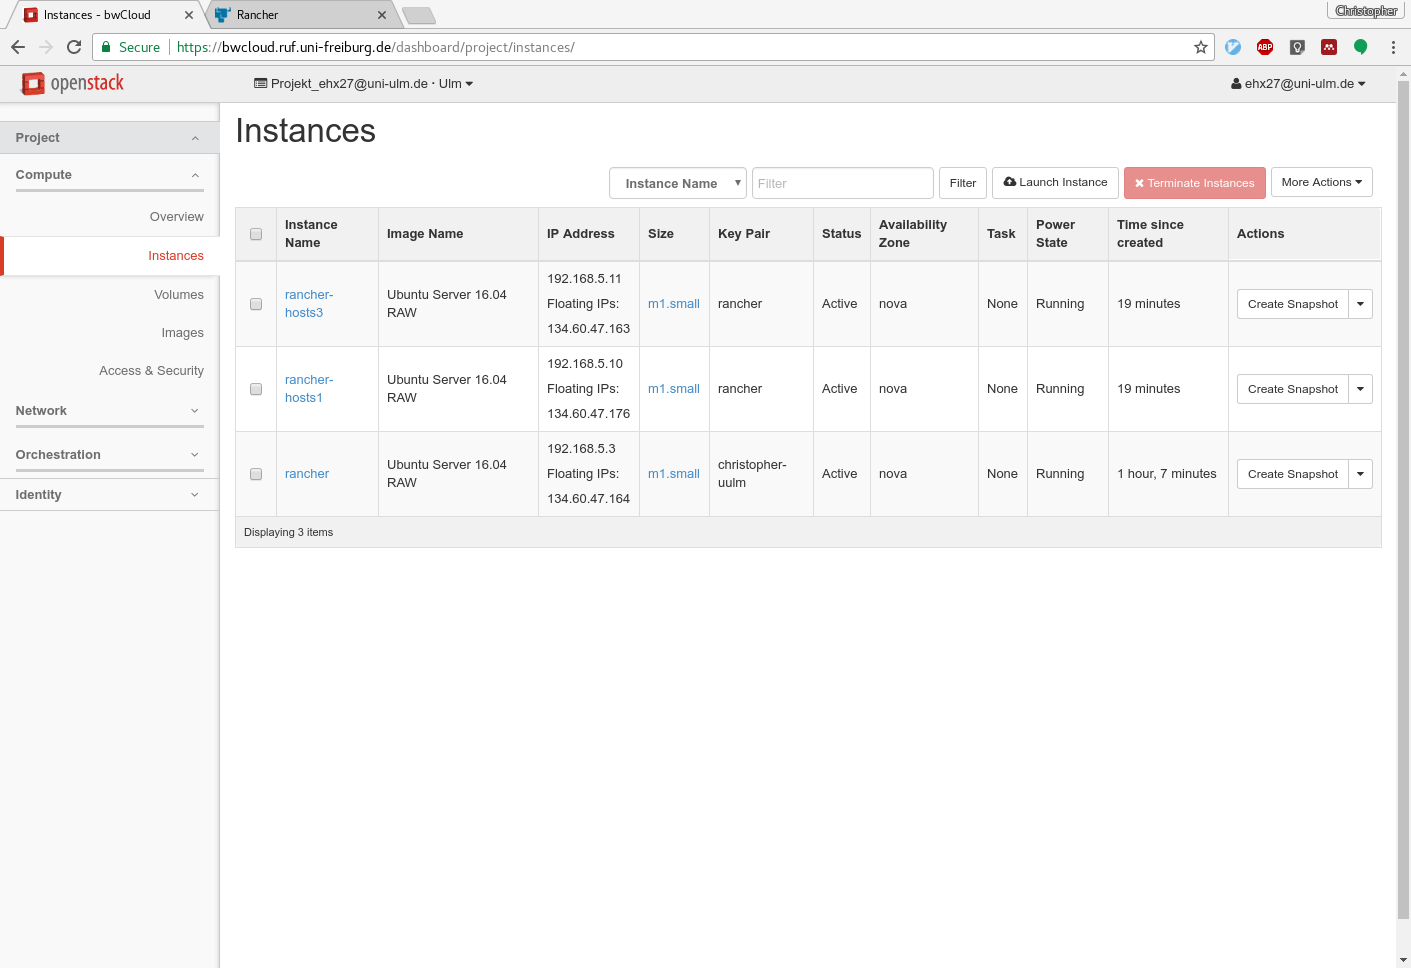 Instances - bwCloud
Rancher
Christopher
Secure
https://bwcloud.ruf.uni-freiburg.de/dashboard/project/instances/
ABP
openstack
Projekt_ehx27@uni-ulm.de · Ulm
ehx27@uni-ulm.de
Project
Compute
Overview
Instances
Volumes
Images
Access & Security
Network
Orchestration
Identity
Instances
Instance Name
Filter
Filter
Launch Instance
Terminate Instances
More Actions
Instance Name Image Name IP Address Size Key Pair Status Availability Zone Task Power State Time since created Actions
rancher-hosts3 Ubuntu Server 16.04 RAW 192.168.5.11 Floating IPs: 134.60.47.163 m1.small rancher Active nova None Running 19 minutes Create Snapshot
rancher-hosts1 Ubuntu Server 16.04 RAW 192.168.5.10 Floating IPs: 134.60.47.176 m1.small rancher Active nova None Running 19 minutes Create Snapshot
rancher Ubuntu Server 16.04 RAW 192.168.5.3 Floating IPs: 134.60.47.164 m1.small christopher-uulm Active nova None Running 1 hour, 7 minutes Create Snapshot
Displaying 3 items